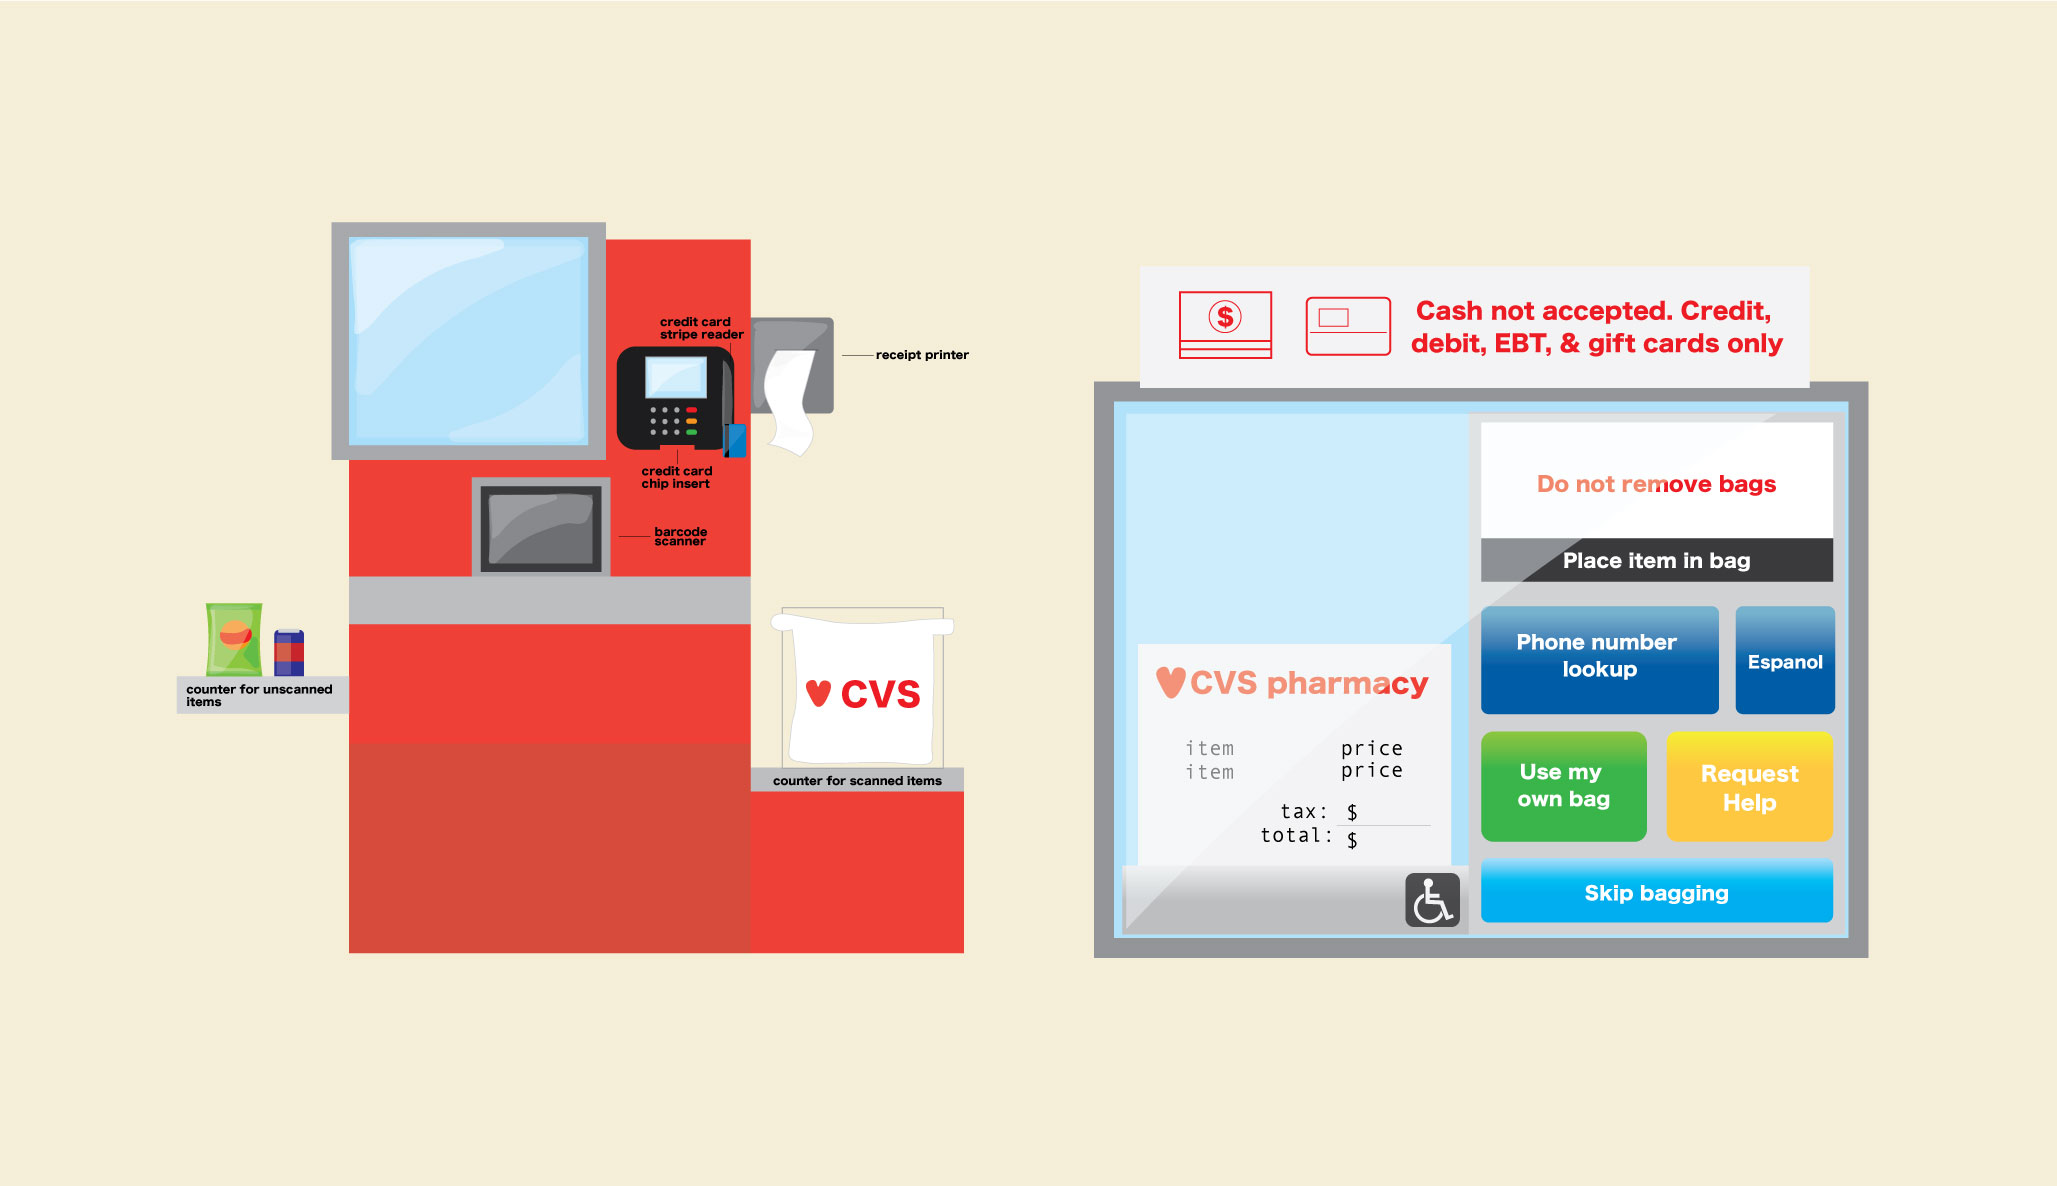 credit card
stripe reader
receipt printer
credit card
chip insert
barcode
scanner
counter for unscanned
items
CVS
counter for scanned items
$
Cash not accepted. Credit,
debit, EBT, & gift cards only
Do not remove bags
Place item in bag
Phone number
lookup
Espanol
CVS pharmacy
item price
item price
tax: $
total: $
Use my
own bag
Request
Help
Skip bagging